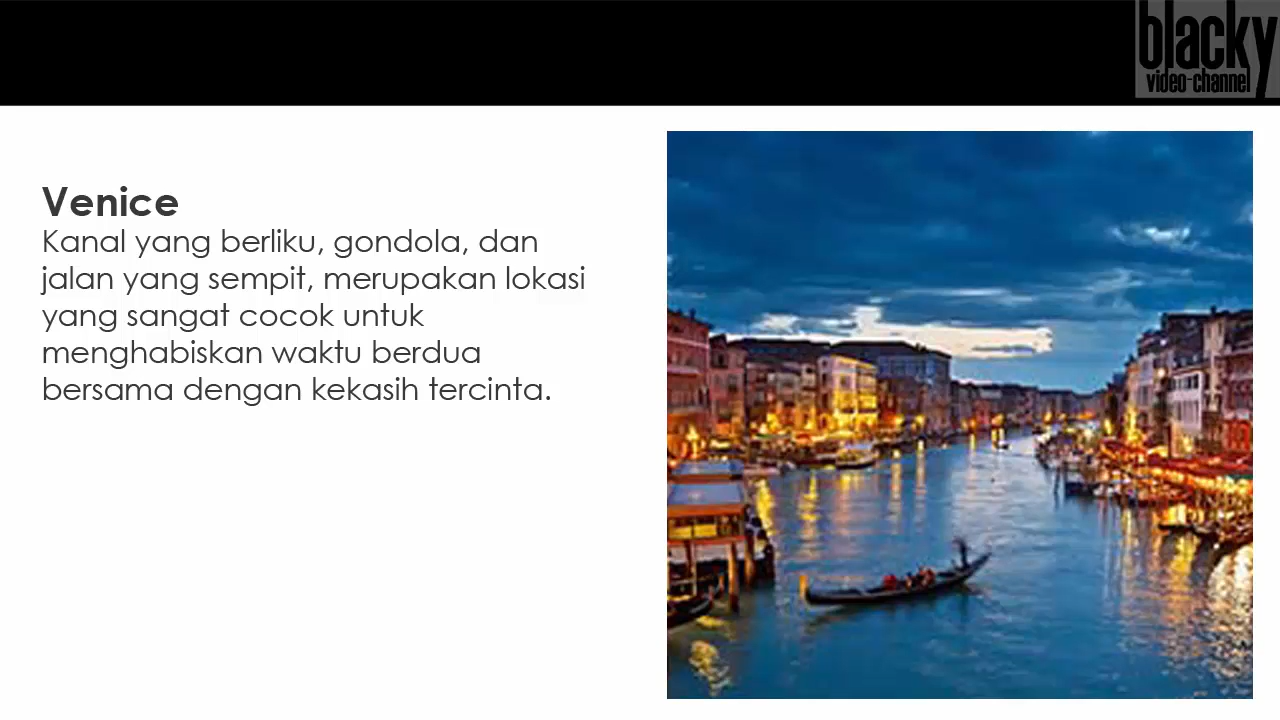 blacky
video-channel
Venice
Kanal yang berliku, gondola, dan
jalan yang sempit, merupakan lokasi
yang sangat cocok untuk
menghabiskan waktu berdua
bersama dengan kekasih tercinta.